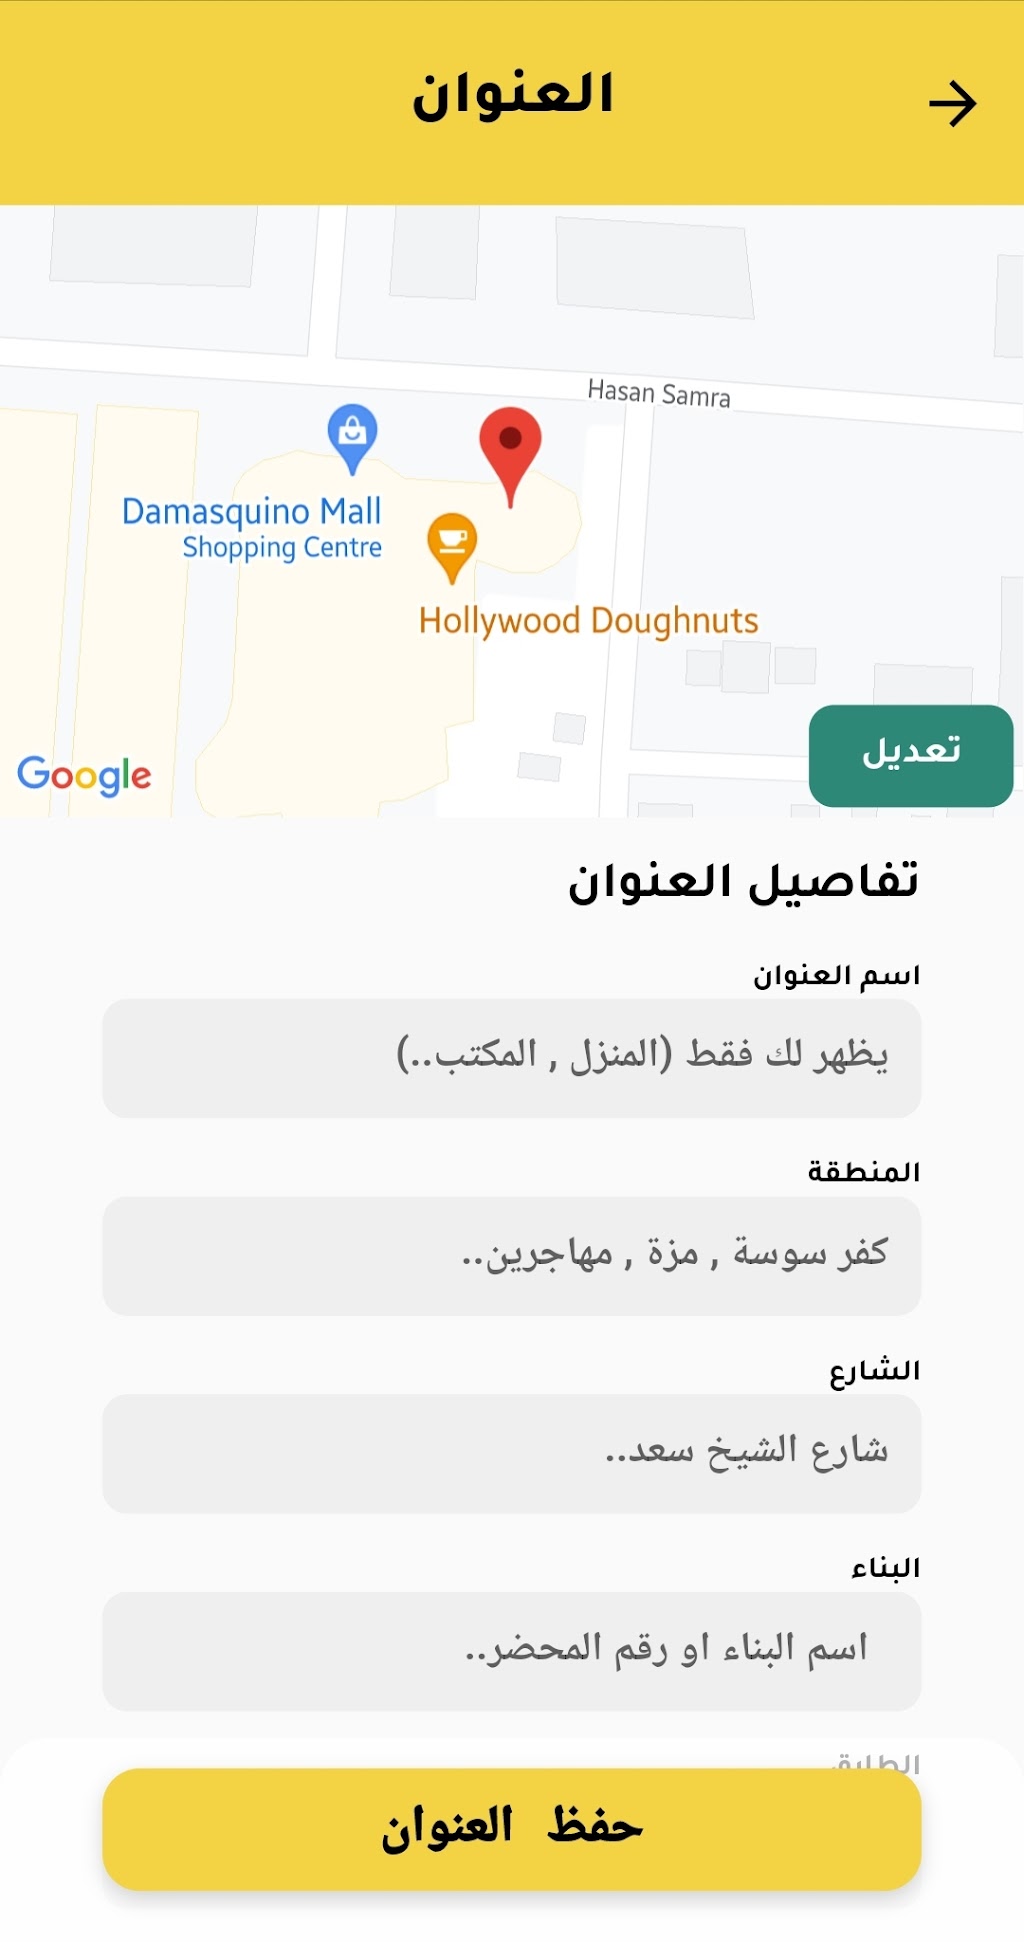 العنوان
Hasan Samra
Damasquino Mall
Shopping Centre
Hollywood Doughnuts
تعديل
Google
تفاصيل العنوان
اسم العنوان
يظهر لك فقط (المنزل , المكتب..)
المنطقة
كفر سوسة , مزة , مهاجرين..
الشارع
شارع الشيخ سعد..
البناء
اسم البناء او رقم المحضر..
الطابق
حفظ العنوان